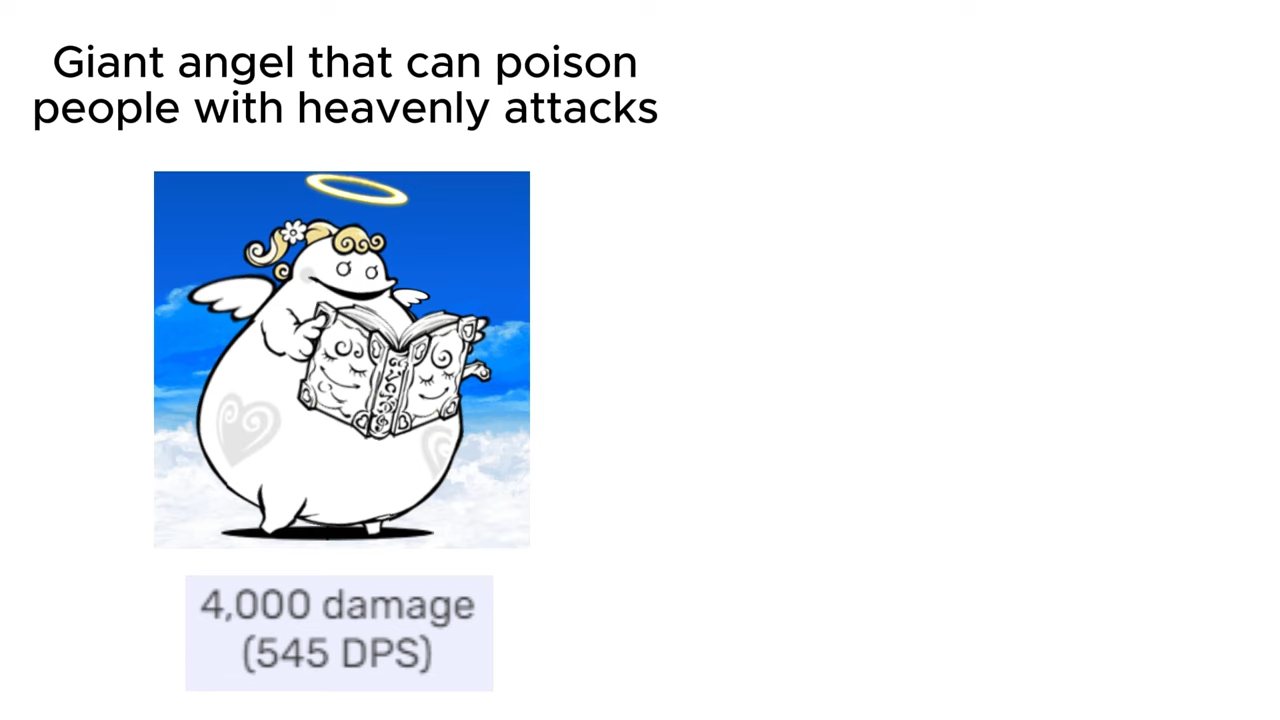 Giant angel that can poison
people with heavenly attacks
4,000 damage
(545 DPS)